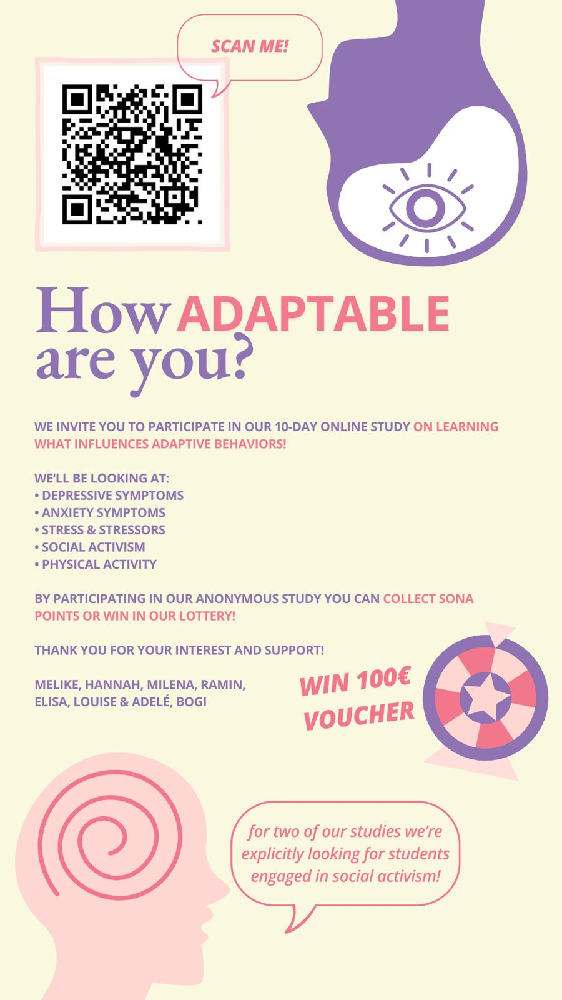 SCAN ME!
How ADAPTABLE
are you?
WE INVITE YOU TO PARTICIPATE IN OUR 10-DAY ONLINE STUDY ON LEARNING
WHAT INFLUENCES ADAPTIVE BEHAVIORS!
WE'LL BE LOOKING AT:
• DEPRESSIVE SYMPTOMS
• ANXIETY SYMPTOMS
• STRESS & STRESSORS
• SOCIAL ACTIVISM
• PHYSICAL ACTIVITY
BY PARTICIPATING IN OUR ANONYMOUS STUDY YOU CAN COLLECT SONA
POINTS OR WIN IN OUR LOTTERY!
THANK YOU FOR YOUR INTEREST AND SUPPORT!
MELIKE, HANNAH, MILENA, RAMIN,
ELISA, LOUISE & ADELÉ, BOGI
WIN 100€
VOUCHER
for two of our studies we're
explicitly looking for students
engaged in social activism!